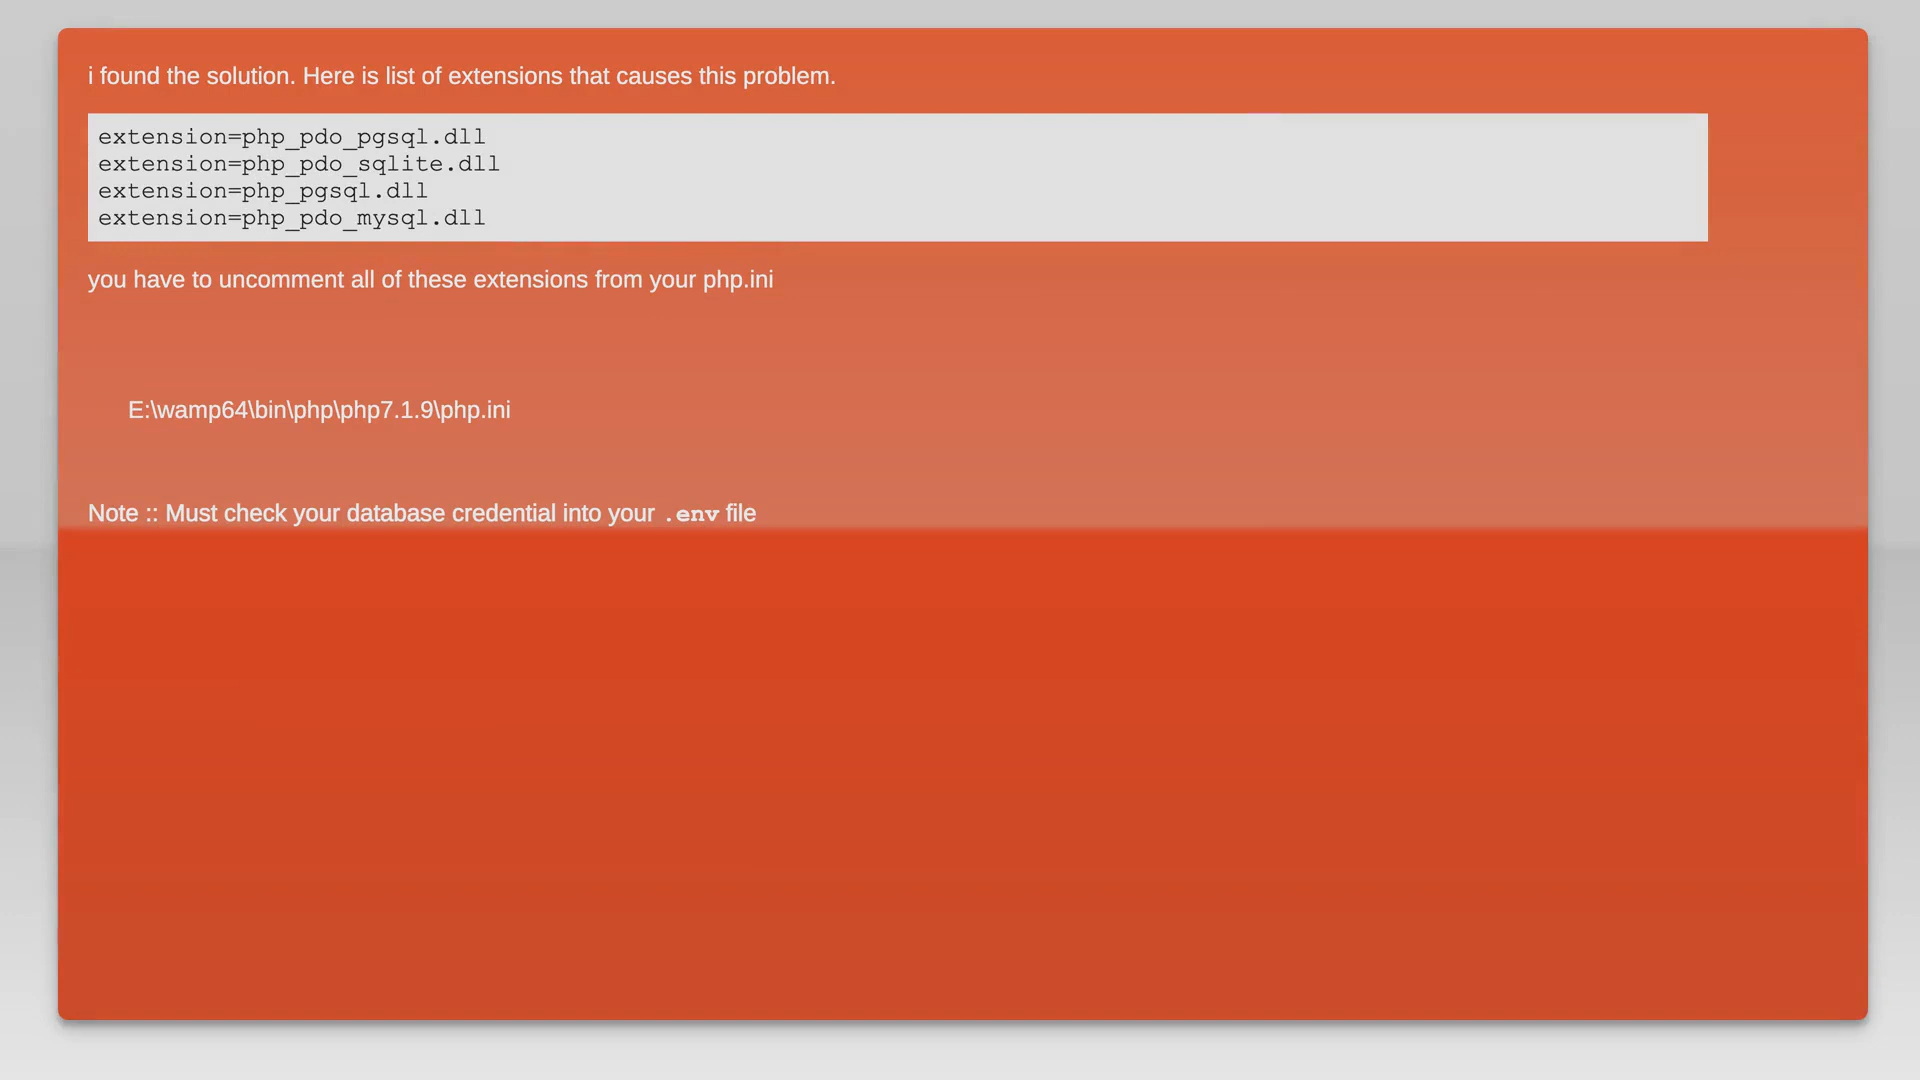 i found the solution. Here is list of extensions that causes this problem.
extension=php_pdo_pgsql.dll
extension=php_pdo_sqlite.dll
extension=php_pgsql.dll
extension=php_pdo_mysql.dll
you have to uncomment all of these extensions from your php.ini
E:\wamp64\bin\php\php7.1.9\php.ini
Note :: Must check your database credential into your .env file